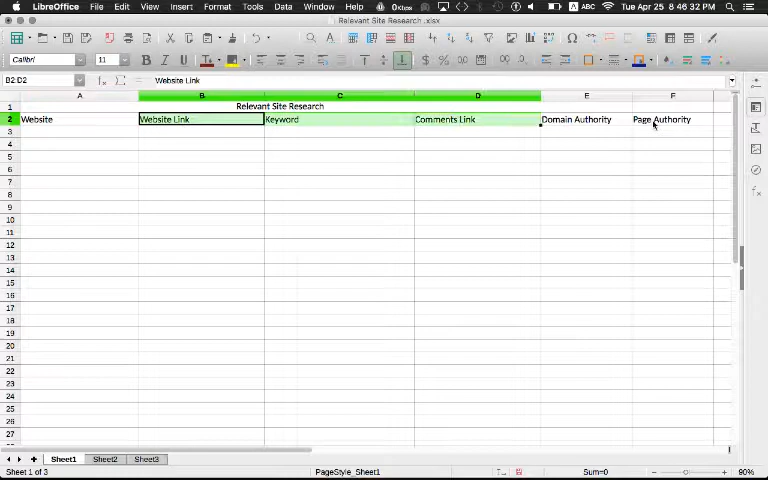 LibreOffice File Edit View Insert Format Tools Data Window Help 0 Kbps ABC Tue Apr 25 8:46:32 PM
Relevant Site Research .xlsx
Calibri 11
B2:D2 Website Link
A B C D E F
1 Relevant Site Research
2 Website Website Link Keyword Comments Link Domain Authority Page Authority
3
4
5
6
7
8
9
10
11
12
13
14
15
16
17
18
19
20
21
22
23
24
25
26
27
Sheet1 Sheet2 Sheet3
Sheet 1 of 3 PageStyle_Sheet1 Sum=0 90%